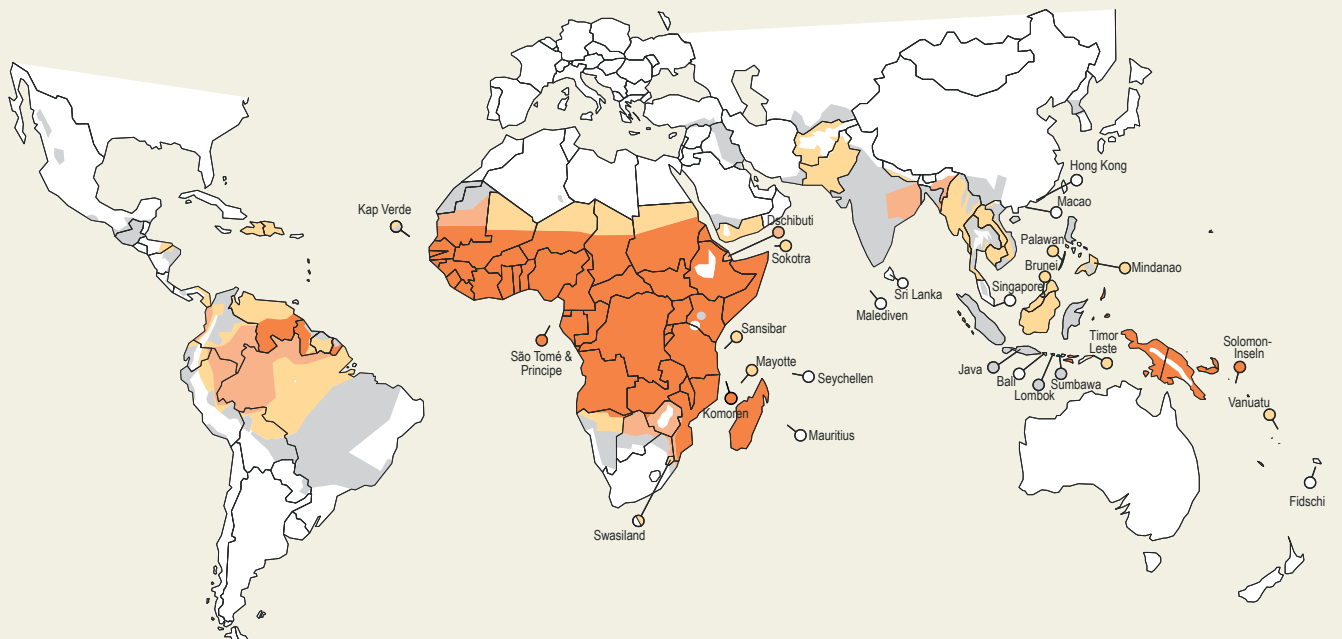 Hong Kong
Macao
Kap Verde
Dschibuti
Palawan
Sokotra
Brunei
Mindanao
Singapore
Sri Lanka
Malediven
Sansibar
Timor
Leste
Solomon-
Inseln
São Tomé &
Principe
Mayotte
Java
Seychellen
Bali
Sumbawa
Lombok
Vanuatu
Komoren
Mauritius
Fidschi
Swasiland